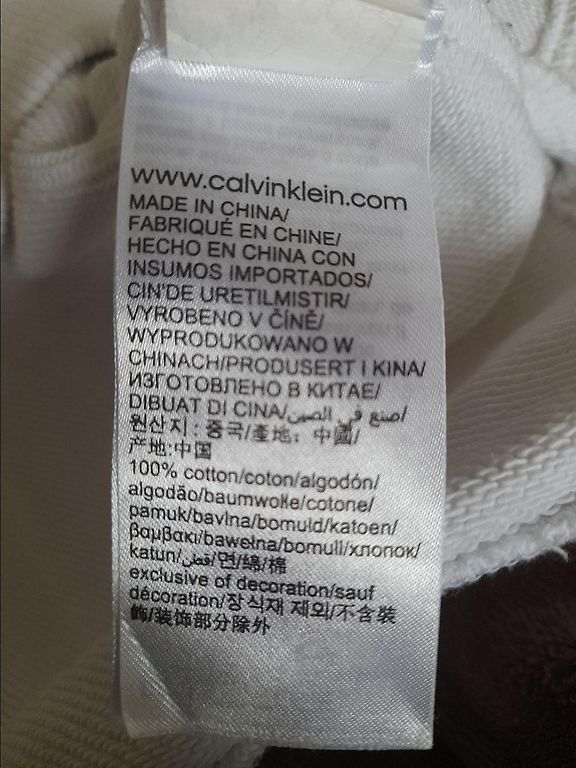 www.calvinklein.com
MADE IN CHINA/
FABRIQUÉ EN CHINE/
HECHO EN CHINA CON
INSUMOS IMPORTADOS/
CIN'DE URETILMISTIR/
VYROBENO V ČÍNĚ/
WYPRODUKOWANO W
CHINACH/PRODUSERT I KINA/
ИЗГОТОВЛЕНО В КИТАЕ/
DIBUAT DI CINA/صنع في الصين/
원산지: 중국/產地: 中國/
产地:中国
100% cotton/coton/algodón/
algodão/baumwolle/cotone/
pamuk/bavlna/bomuld/katoen/
βαμβακι/bawełna/bomull/хлопок/
katun/قطن/면/綿/棉
exclusive of decoration/sauf
décoration/장식재 제외/不含裝
飾/装饰部分除外